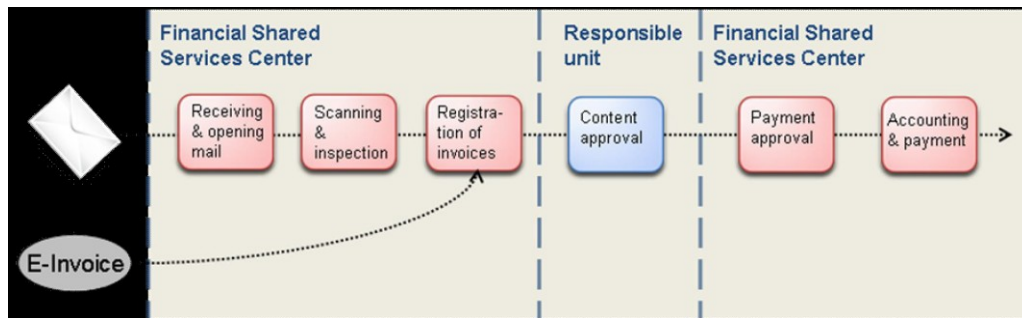 Financial Shared
Services Center
Responsible
unit
Financial Shared
Services Center
Receiving
& opening
mail
Scanning
&
inspection
Registra-
tion of
invoices
Content
approval
Payment
approval
Accounting
& payment
E-Invoice